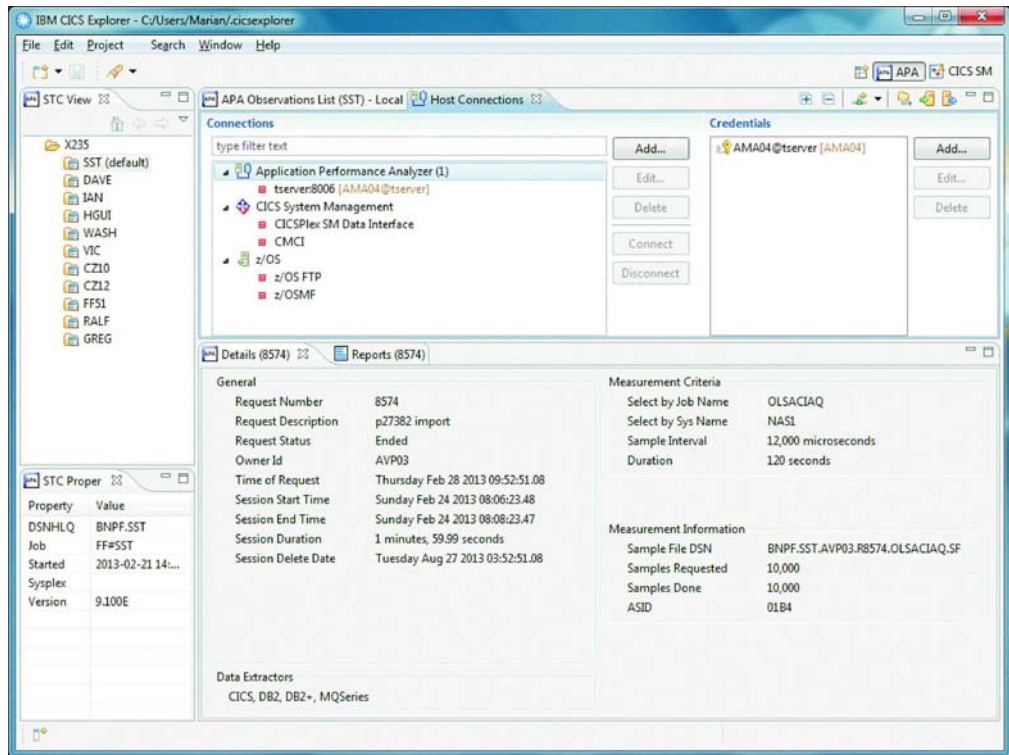 IBM CICS Explorer - C:/Users/Marian/.cicsexplorer
File Edit Project Search Window Help
APA CICS SM
STC View
X235
SST (default)
DAVE
IAN
HGUI
WASH
VIC
CZ10
CZ12
FF51
RALF
GREG
STC Proper
Property Value
DSNHLQ BNPF.SST
Job FF#SST
Started 2013-02-21 14:...
Sysplex
Version 9.100E
APA Observations List (SST) - Local Host Connections
Connections
type filter text
Application Performance Analyzer (1)
tserver:8006 [AMA04@tserver]
CICS System Management
CICSPlex SM Data Interface
CMCI
z/OS
z/OS FTP
z/OSMF
Add...
Edit...
Delete
Connect
Disconnect
Credentials
AMA04@tserver [AMA04]
Add...
Edit...
Delete
Details (8574) Reports (8574)
General
Request Number 8574
Request Description p27382 import
Request Status Ended
Owner Id AVP03
Time of Request Thursday Feb 28 2013 09:52:51.08
Session Start Time Sunday Feb 24 2013 08:06:23.48
Session End Time Sunday Feb 24 2013 08:08:23.47
Session Duration 1 minutes, 59.99 seconds
Session Delete Date Tuesday Aug 27 2013 03:52:51.08
Data Extractors
CICS, DB2, DB2+, MQSeries
Measurement Criteria
Select by Job Name OLSACIAQ
Select by Sys Name NAS1
Sample Interval 12,000 microseconds
Duration 120 seconds
Measurement Information
Sample File DSN BNPF.SST.AVP03.R8574.OLSACIAQ.SF
Samples Requested 10,000
Samples Done 10,000
ASID 01B4